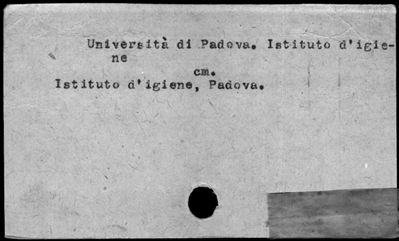 Università di Padova. Istituto d'igie-
ne
cm.
Istituto d'igiene, Padova.